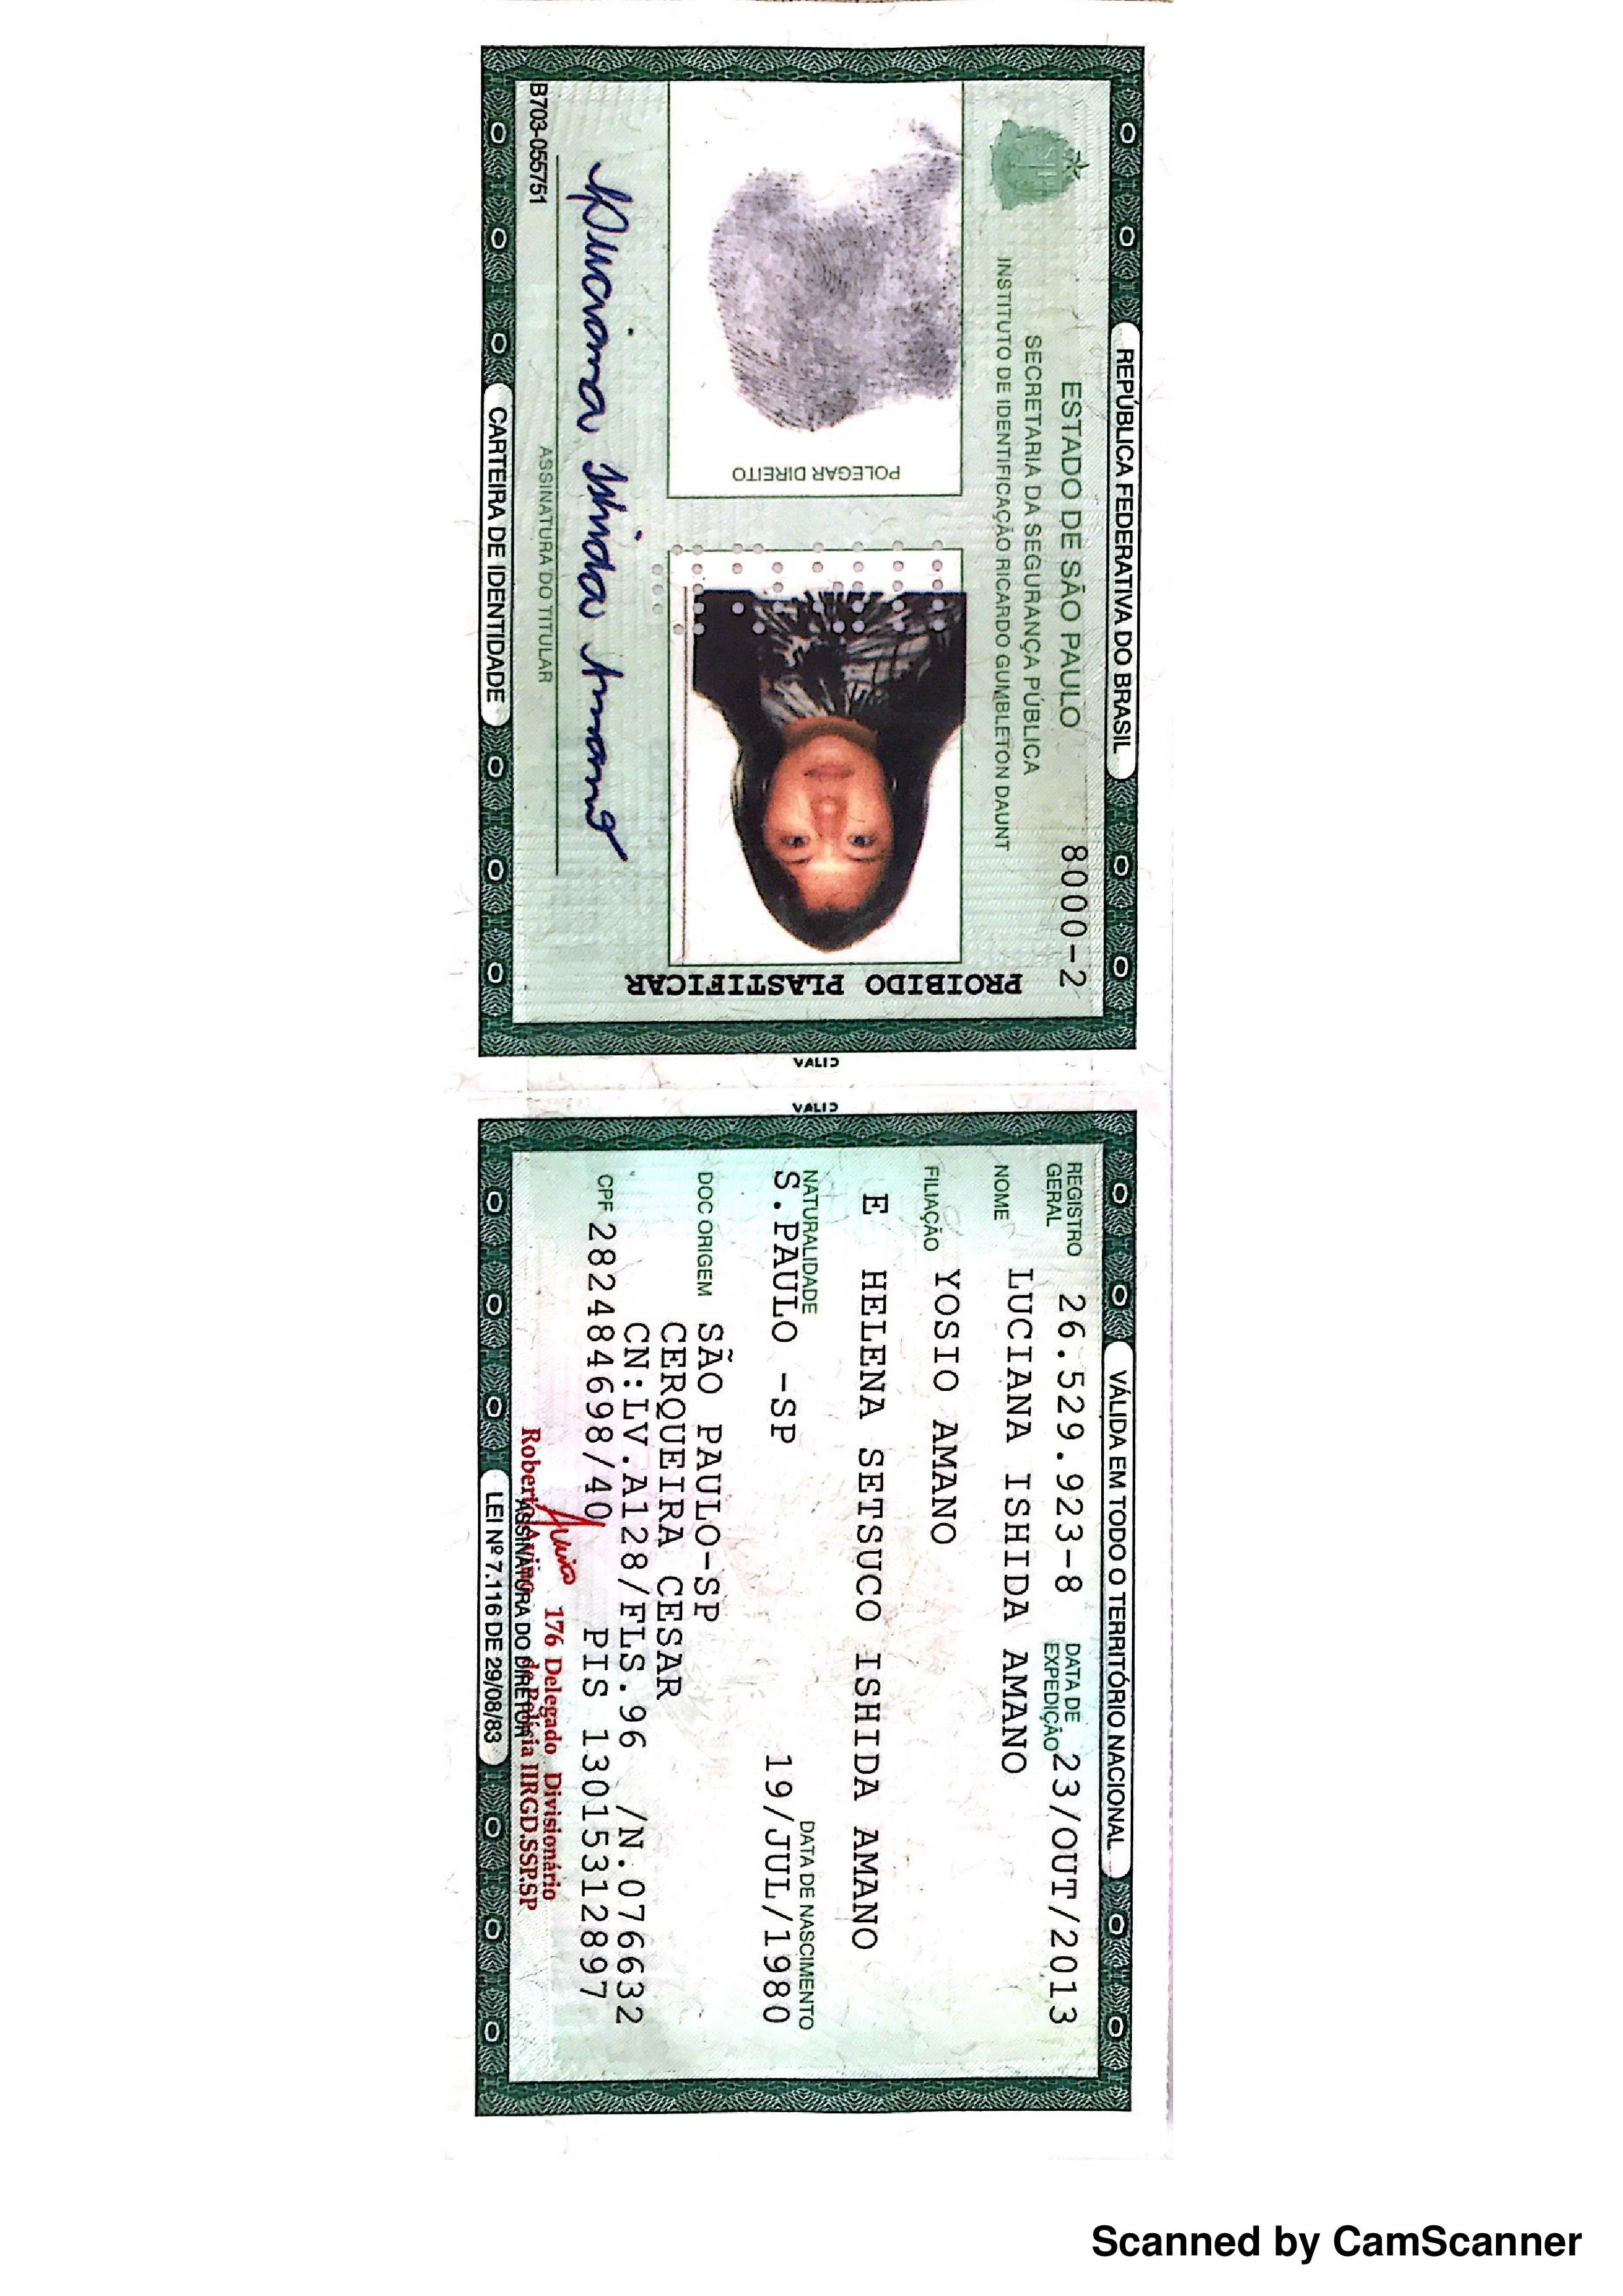 REPÚBLICA FEDERATIVA DO BRASIL
ESTADO DE SÃO PAULO
8000-2
SECRETARIA DA SEGURANÇA PÚBLICA
INSTITUTO DE IDENTIFICAÇÃO RICARDO GUMBLETON DAUNT
POLEGAR DIREITO
PROIBIDO PLASTIFICAR
Luciana Ishida Amano
ASSINATURA DO TITULAR
B703-055751
CARTEIRA DE IDENTIDADE
VÁLIDA EM TODO O TERRITÓRIO NACIONAL
REGISTRO GERAL 26.529.923-8 DATA DE EXPEDIÇÃO 23/OUT/2013
NOME LUCIANA ISHIDA AMANO
FILIAÇÃO YOSIO AMANO
E HELENA SETSUCO ISHIDA AMANO
NATURALIDADE DATA DE NASCIMENTO
S.PAULO -SP 19/JUL/1980
DOC ORIGEM SÃO PAULO-SP
CERQUEIRA CESAR
CN:LV.A128/FLS.96 /N.076632
CPF 282484698/40 PIS 13015312897
176 Delegado Divisionário
Roberto Avino de Polícia IIRGD.SSP.SP
ASSINATURA DO DIRETOR
LEI Nº 7.116 DE 29/08/83
Scanned by CamScanner